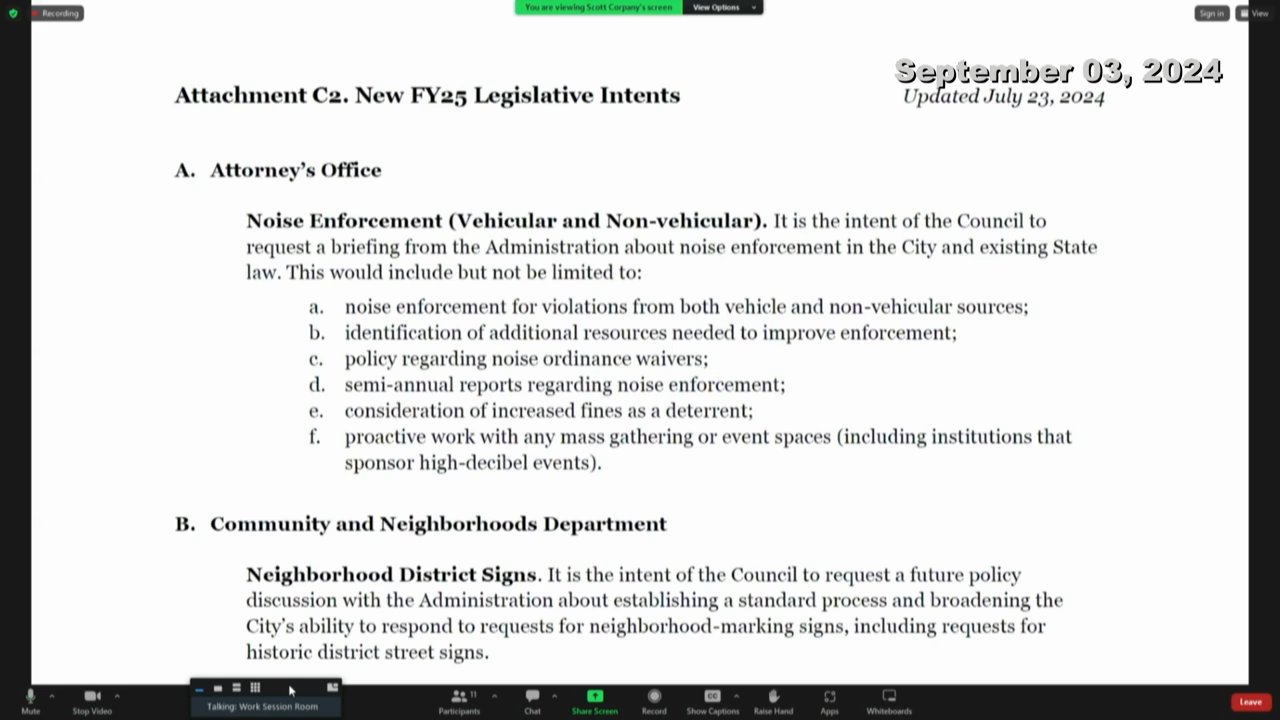 Recording
You are viewing Scott Corpany's screen
View Options
Sign in
View
September 03, 2024
Attachment C2. New FY25 Legislative Intents
Updated July 23, 2024
A. Attorney's Office
Noise Enforcement (Vehicular and Non-vehicular). It is the intent of the Council to
request a briefing from the Administration about noise enforcement in the City and existing State
law. This would include but not be limited to:
a. noise enforcement for violations from both vehicle and non-vehicular sources;
b. identification of additional resources needed to improve enforcement;
c. policy regarding noise ordinance waivers;
d. semi-annual reports regarding noise enforcement;
e. consideration of increased fines as a deterrent;
f. proactive work with any mass gathering or event spaces (including institutions that
sponsor high-decibel events).
B. Community and Neighborhoods Department
Neighborhood District Signs. It is the intent of the Council to request a future policy
discussion with the Administration about establishing a standard process and broadening the
City's ability to respond to requests for neighborhood-marking signs, including requests for
historic district street signs.
Talking: Work Session Room
Mute
Stop Video
Participants
11
Chat
Share Screen
Record
CC
Show Captions
Raise Hand
Apps
Whiteboards
Leave